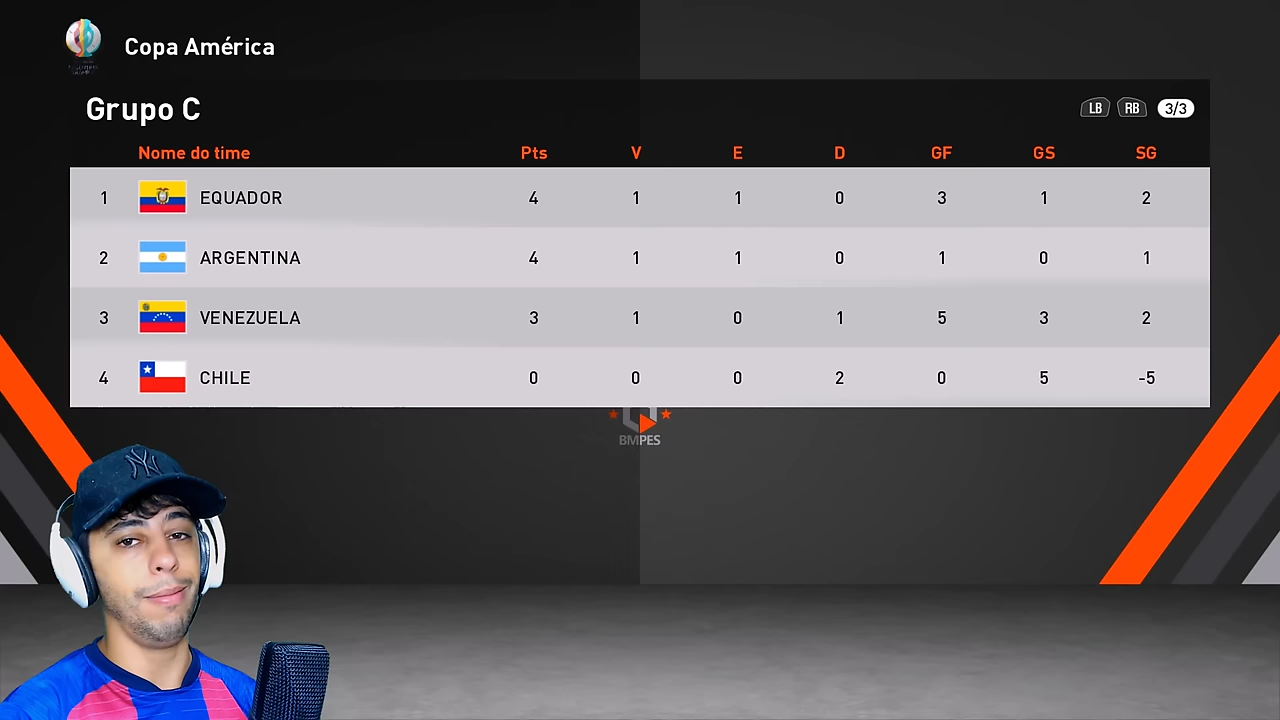 Copa América
Grupo C
LB RB 3/3
Nome do time Pts V E D GF GS SG
1 EQUADOR 4 1 1 0 3 1 2
2 ARGENTINA 4 1 1 0 1 0 1
3 VENEZUELA 3 1 0 1 5 3 2
4 CHILE 0 0 0 2 0 5 -5
BMPES
NY